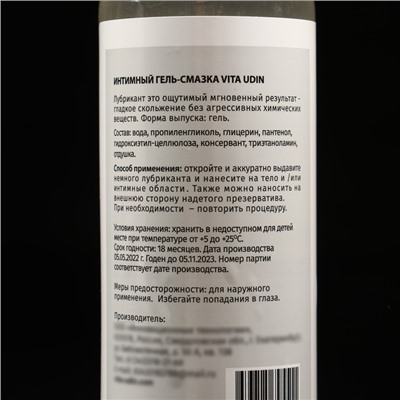 ИНТИМНЫЙ ГЕЛЬ-СМАЗКА VITA UDIN
Лубрикант это ощутимый мгновенный результат -
гладкое скольжение без агрессивных химических
веществ. Форма выпуска: гель.
Состав: вода, пропиленгликоль, глицерин, пантенол,
гидроксиэтил-целлюлоза, консервант, триэтаноламин,
отдушка.
Способ применения: откройте и аккуратно выдавите
немного лубриканта и нанесите на тело и /или
интимные области. Также можно наносить на
внешнюю сторону надетого презерватива.
При необходимости – повторить процедуру.
Условия хранения: хранить в недоступном для детей
месте при температуре от +5 до +25°С.
Срок годности: 18 месяцев. Дата производства
05.05.2022 г. Годен до 05.11.2023. Номер партии
соответствует дате производства.
Меры предосторожности: для наружного
применения. Избегайте попадания в глаза.
Производитель: